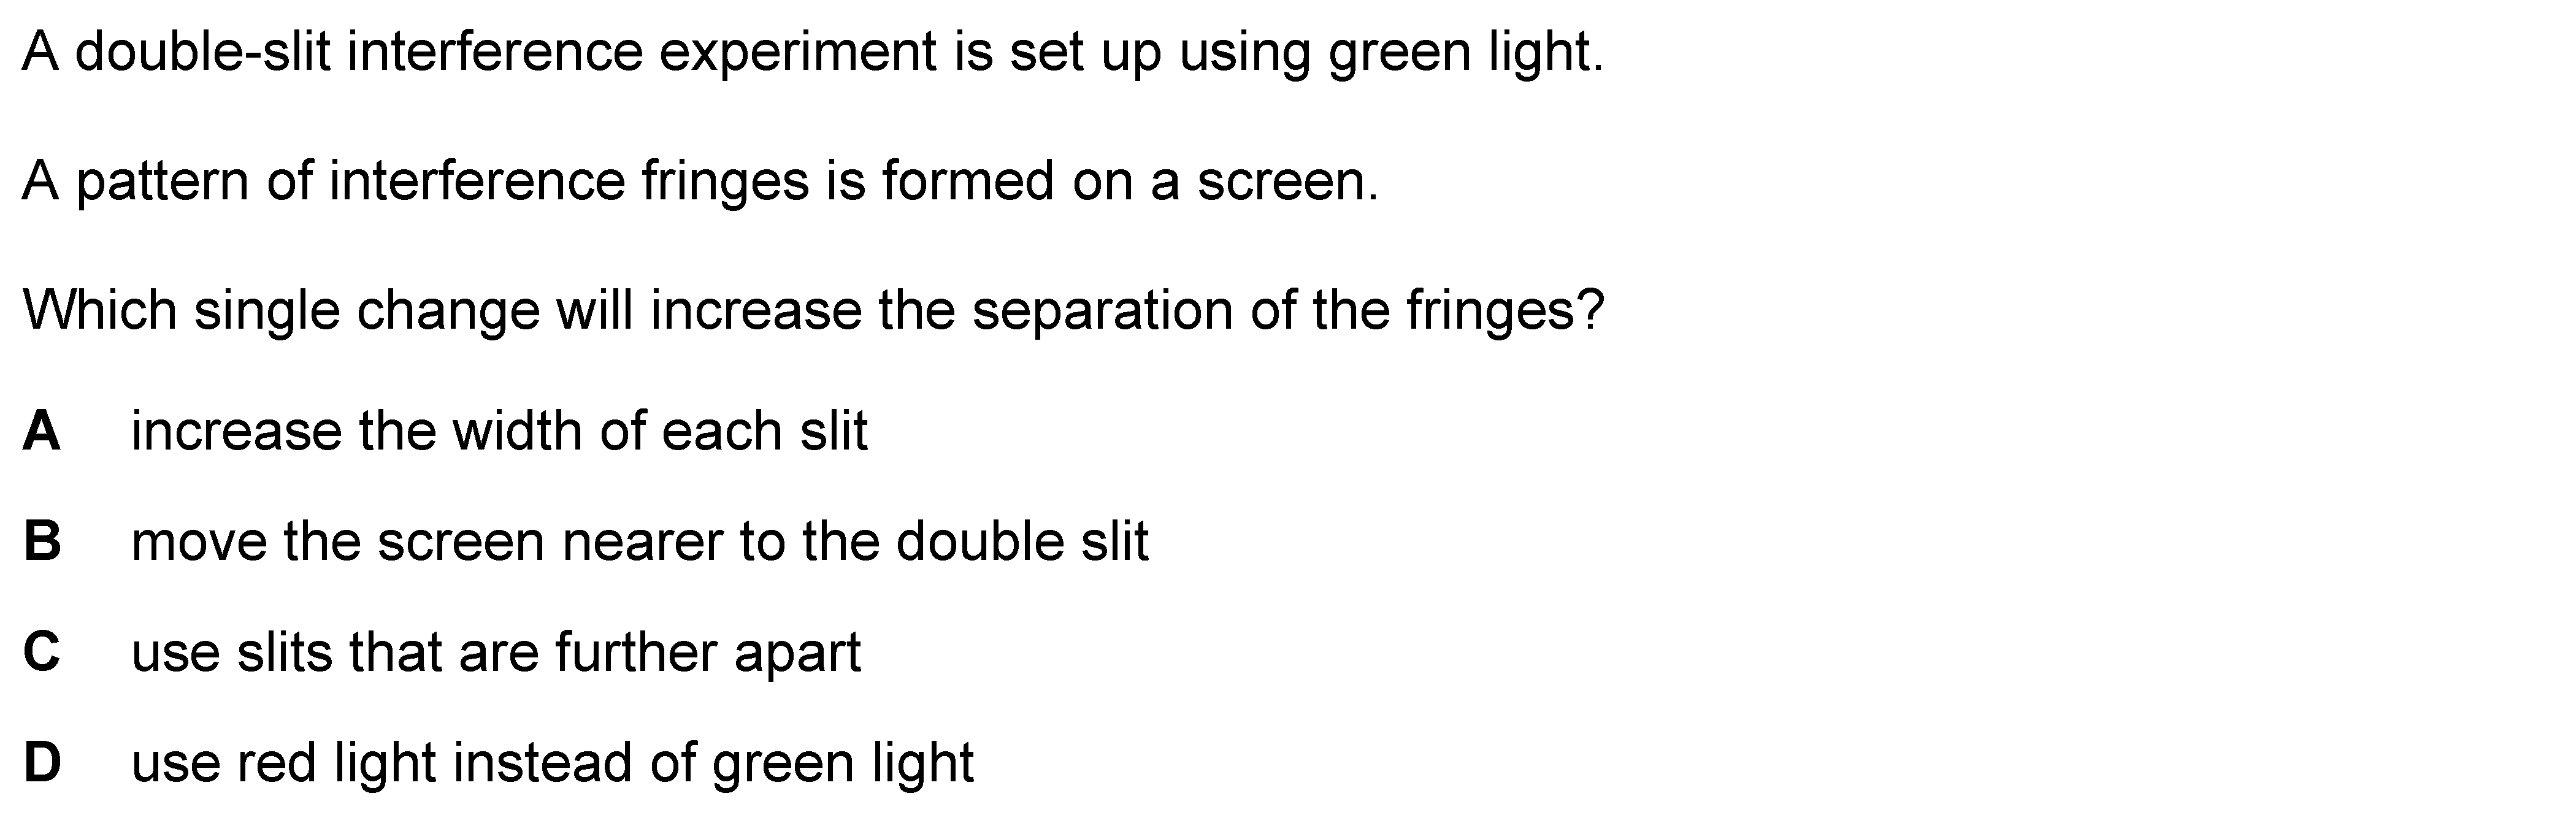 A double-slit interference experiment is set up using green light.
A pattern of interference fringes is formed on a screen.
Which single change will increase the separation of the fringes?
A increase the width of each slit
B move the screen nearer to the double slit
C use slits that are further apart
D use red light instead of green light